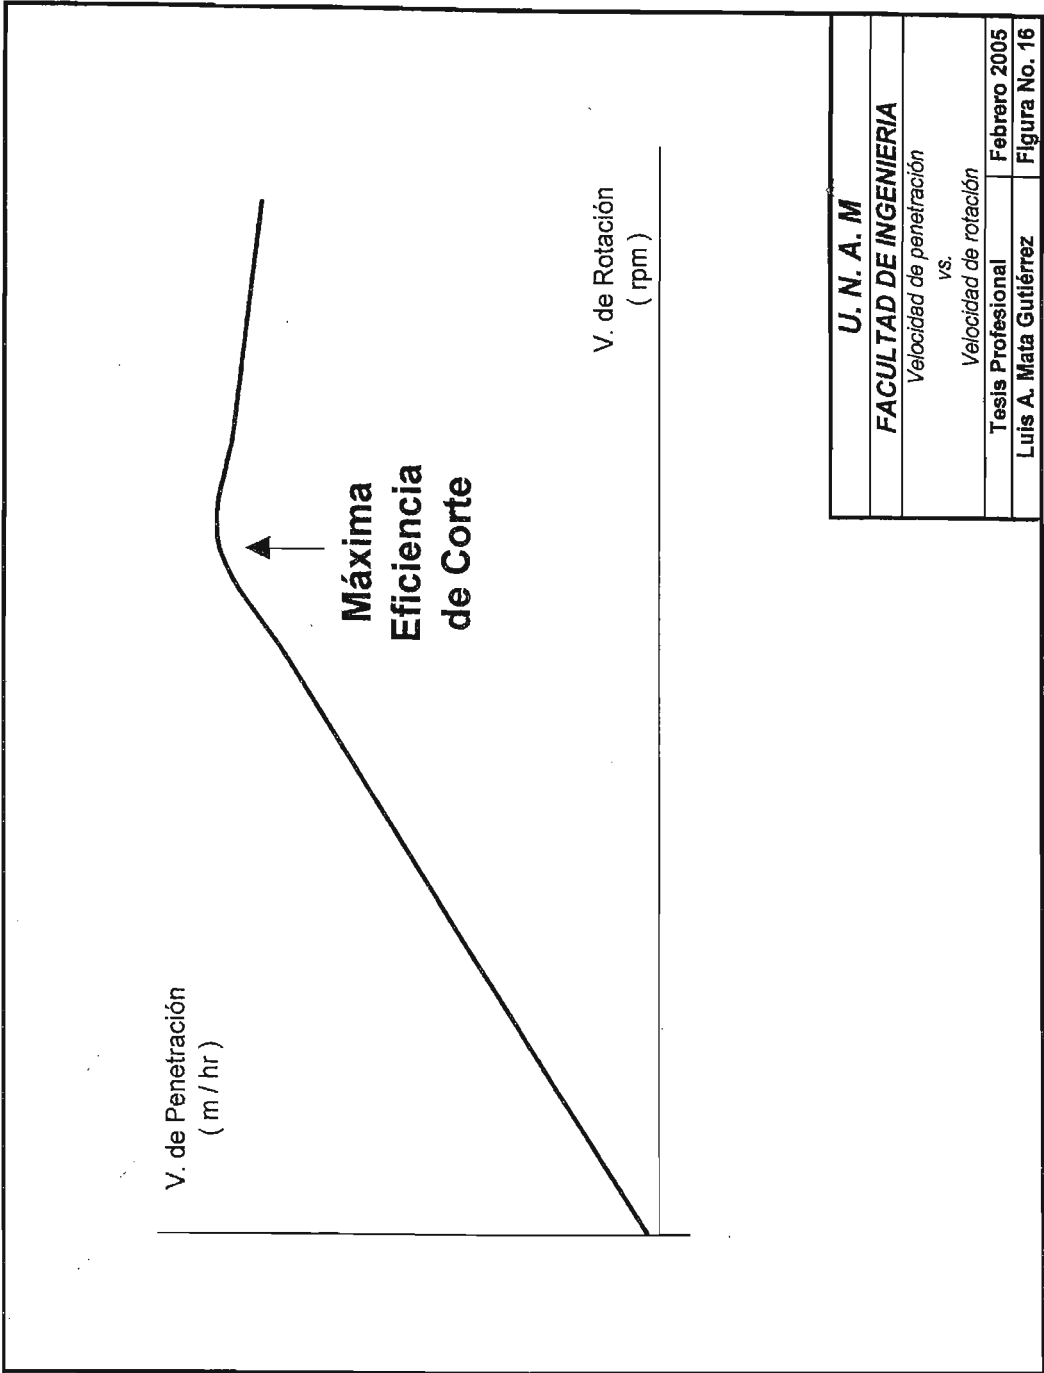 V. de Penetración
( m / hr )
Máxima
Eficiencia
de Corte
V. de Rotación
( rpm )
U. N. A. M
FACULTAD DE INGENIERIA
Velocidad de penetración
vs.
Velocidad de rotación
Tesis Profesional
Febrero 2005
Luis A. Mata Gutiérrez
Figura No. 16